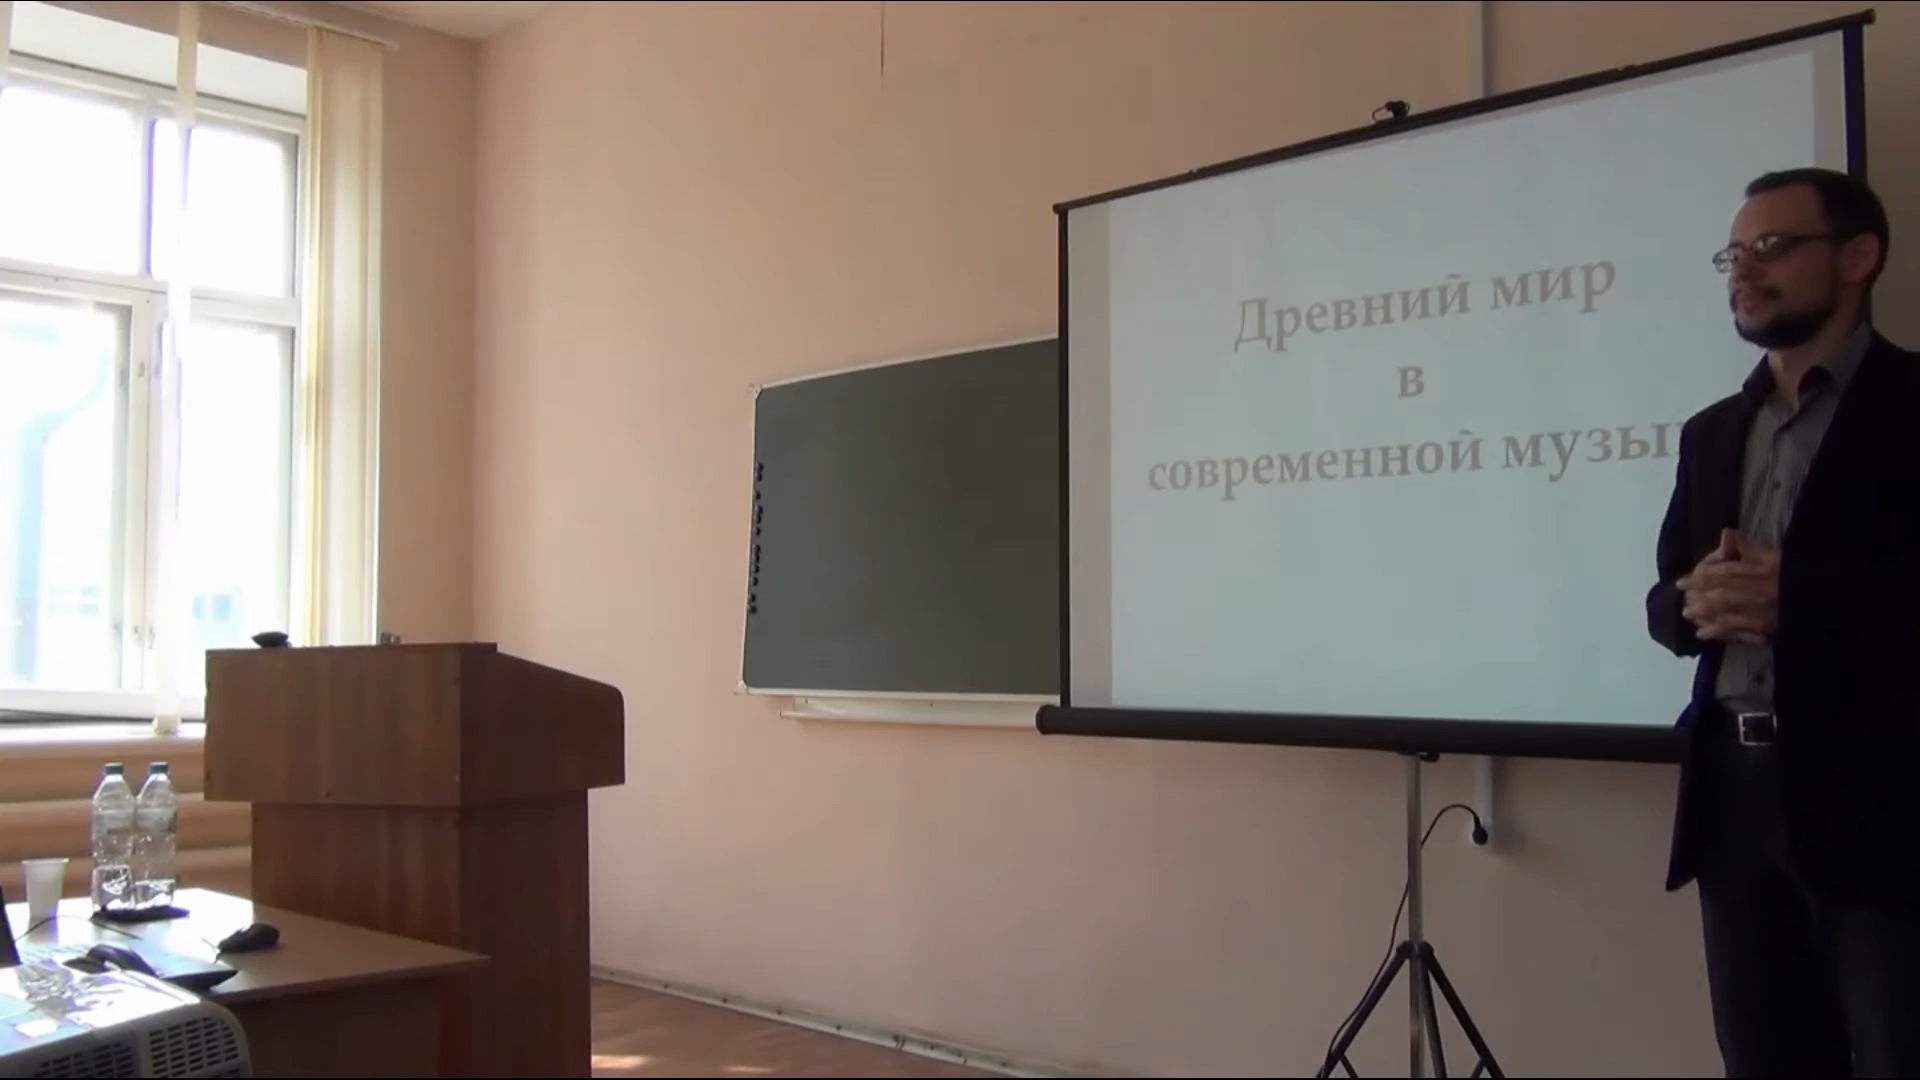 Древний мир
в
современной музы